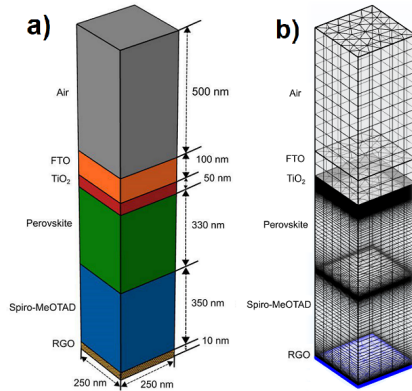 a)
Air
500 nm
FTO
100 nm
TiO₂
50 nm
Perovskite
330 nm
Spiro-MeOTAD
350 nm
RGO
10 nm
250 nm
250 nm
b)
Air
FTO
TiO₂
Perovskite
Spiro-MeOTAD
RGO